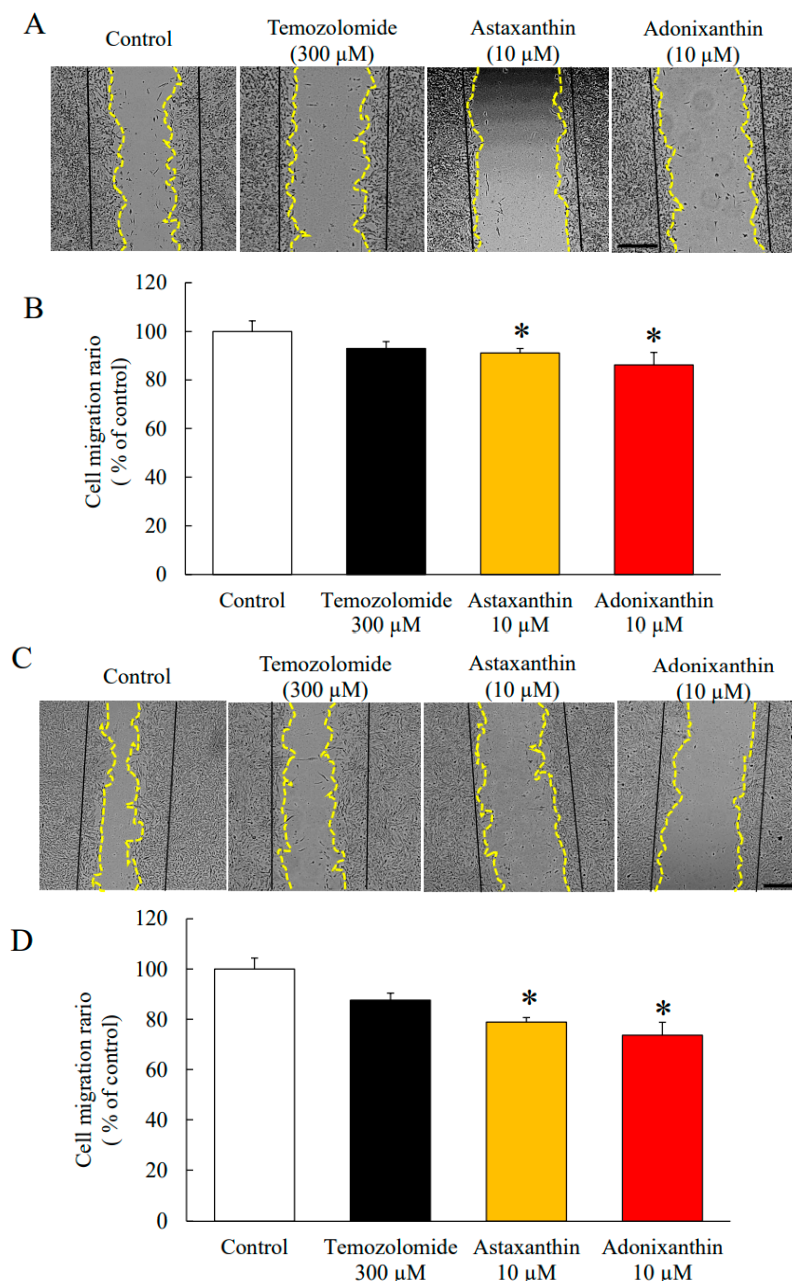 A
Control
Temozolomide
(300 µM)
Astaxanthin
(10 µM)
Adonixanthin
(10 µM)
B
Cell migration rario
( % of control)
120
100
80
60
40
20
0
*
*
Control
Temozolomide
300 µM
Astaxanthin
10 µM
Adonixanthin
10 µM
C
Control
Temozolomide
(300 µM)
Astaxanthin
(10 µM)
Adonixanthin
(10 µM)
D
Cell migration rario
( % of control)
120
100
80
60
40
20
0
*
*
Control
Temozolomide
300 µM
Astaxanthin
10 µM
Adonixanthin
10 µM